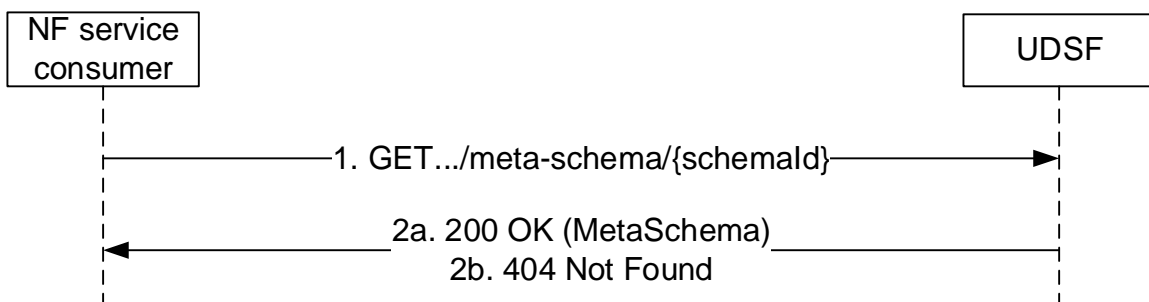 NF service
consumer
UDSF
1. GET.../meta-schema/{schemaId}
2a. 200 OK (MetaSchema)
2b. 404 Not Found